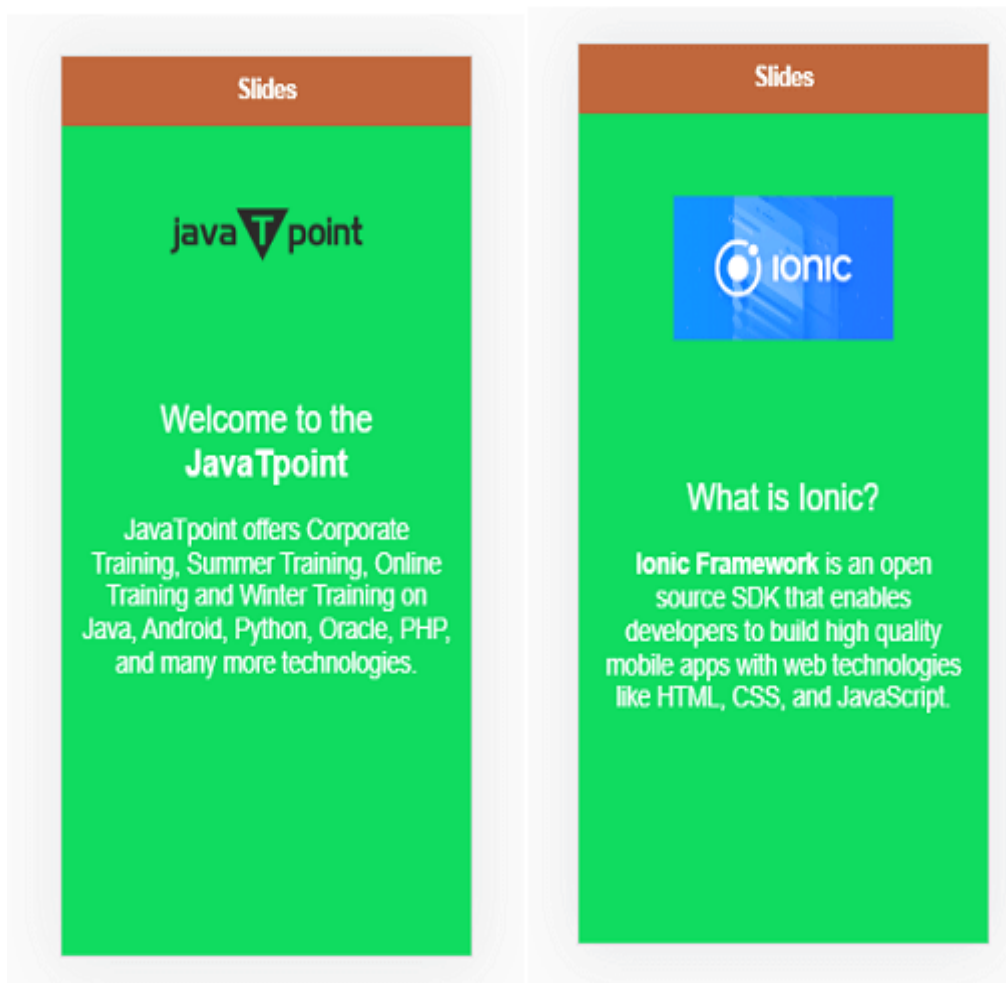 Slides
java T point
Welcome to the
JavaTpoint
JavaTpoint offers Corporate
Training, Summer Training, Online
Training and Winter Training on
Java, Android, Python, Oracle, PHP,
and many more technologies.
Slides
ionic
What is Ionic?
Ionic Framework is an open
source SDK that enables
developers to build high quality
mobile apps with web technologies
like HTML, CSS, and JavaScript.